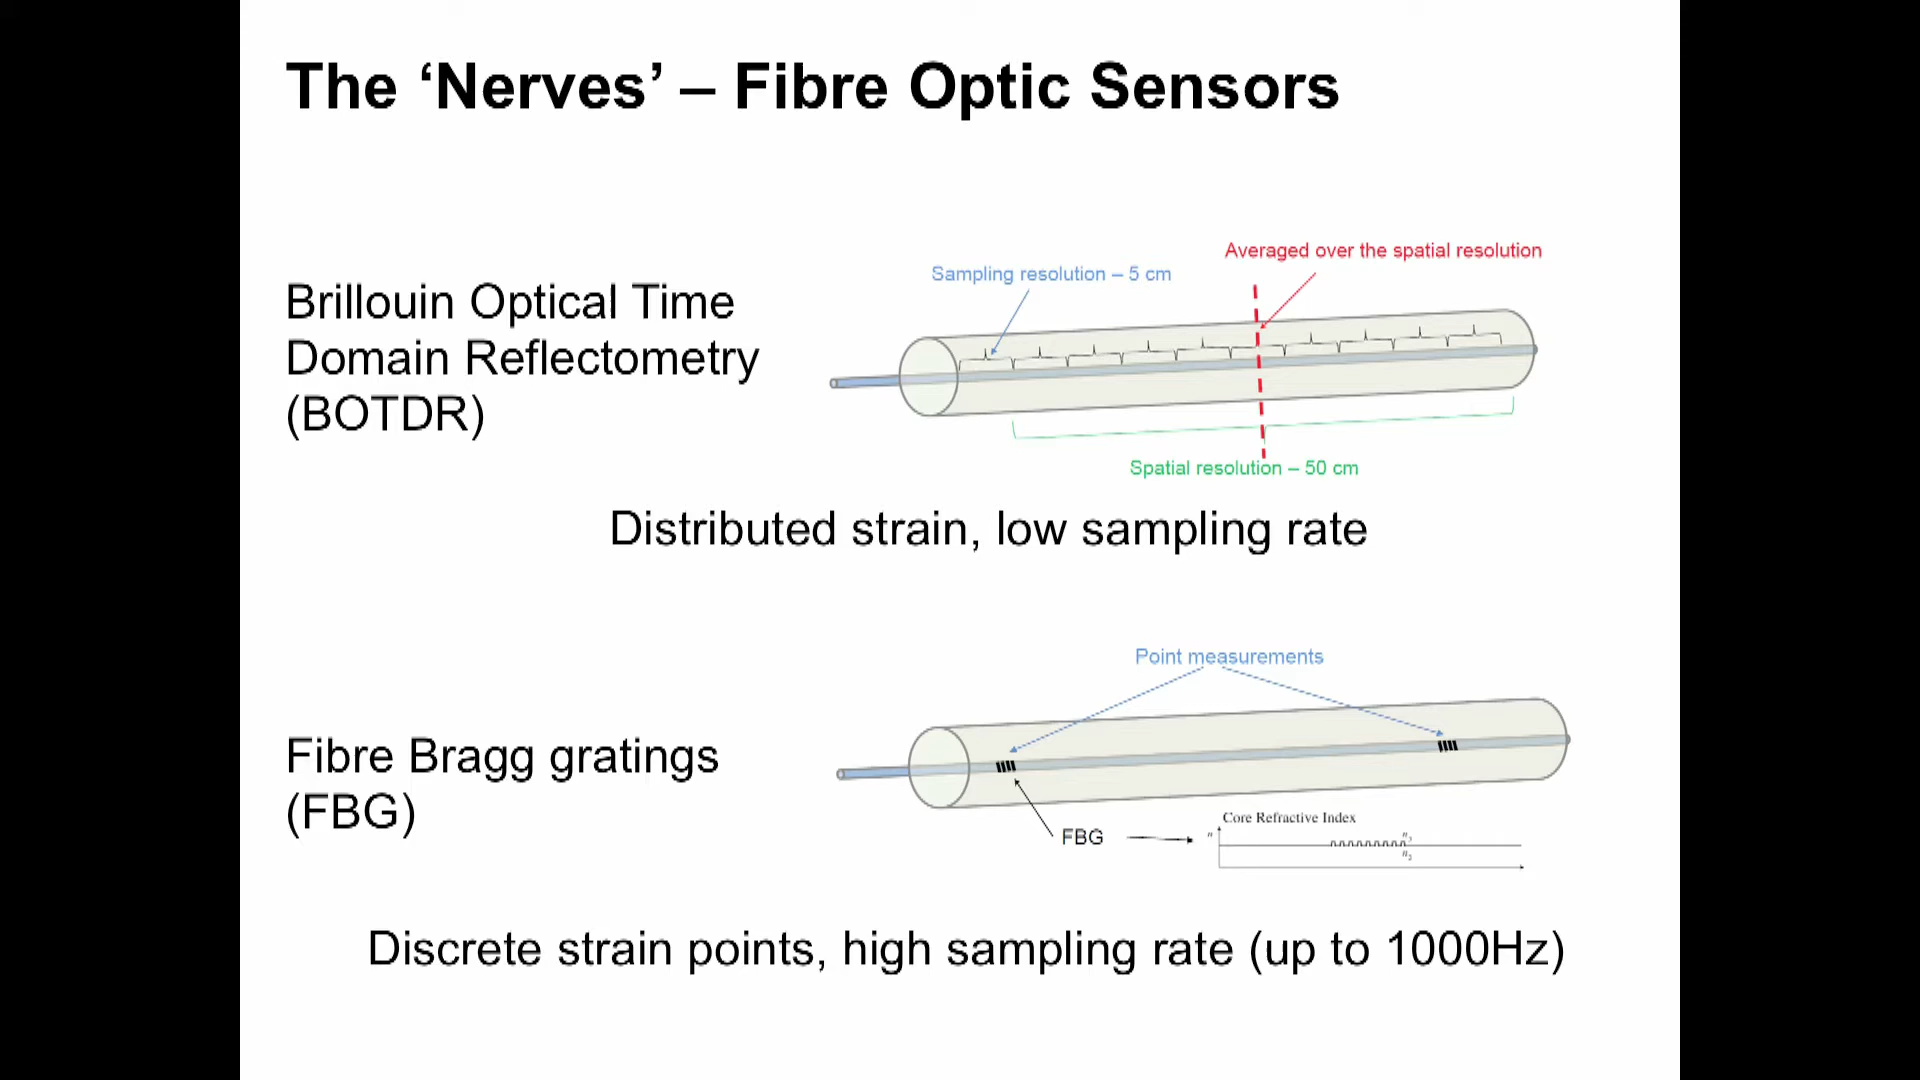 The ‘Nerves’ – Fibre Optic Sensors
Averaged over the spatial resolution
Sampling resolution – 5 cm
Brillouin Optical Time
Domain Reflectometry
(BOTDR)
Spatial resolution – 50 cm
Distributed strain, low sampling rate
Point measurements
Fibre Bragg gratings
(FBG)
FBG
Core Refractive Index
n
n₂
Discrete strain points, high sampling rate (up to 1000Hz)